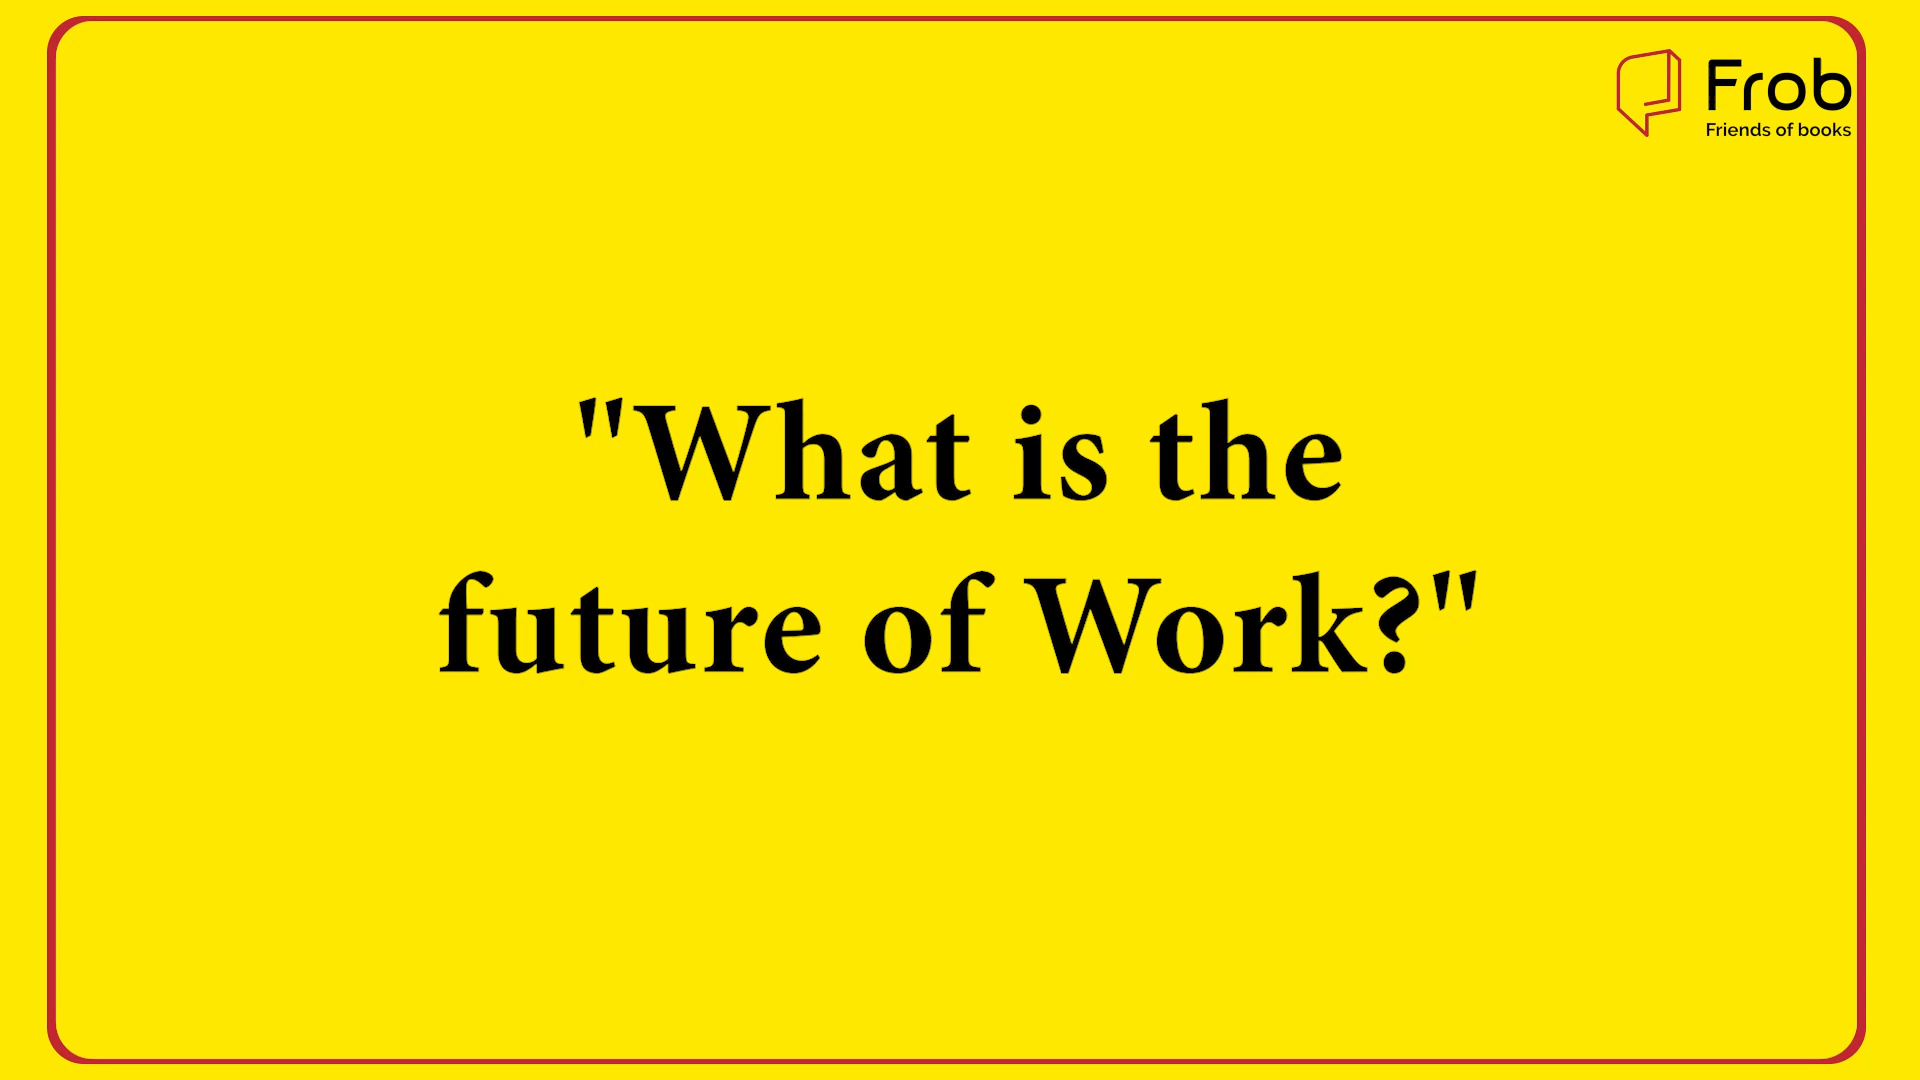 Frob
Friends of books
"What is the
future of Work?"